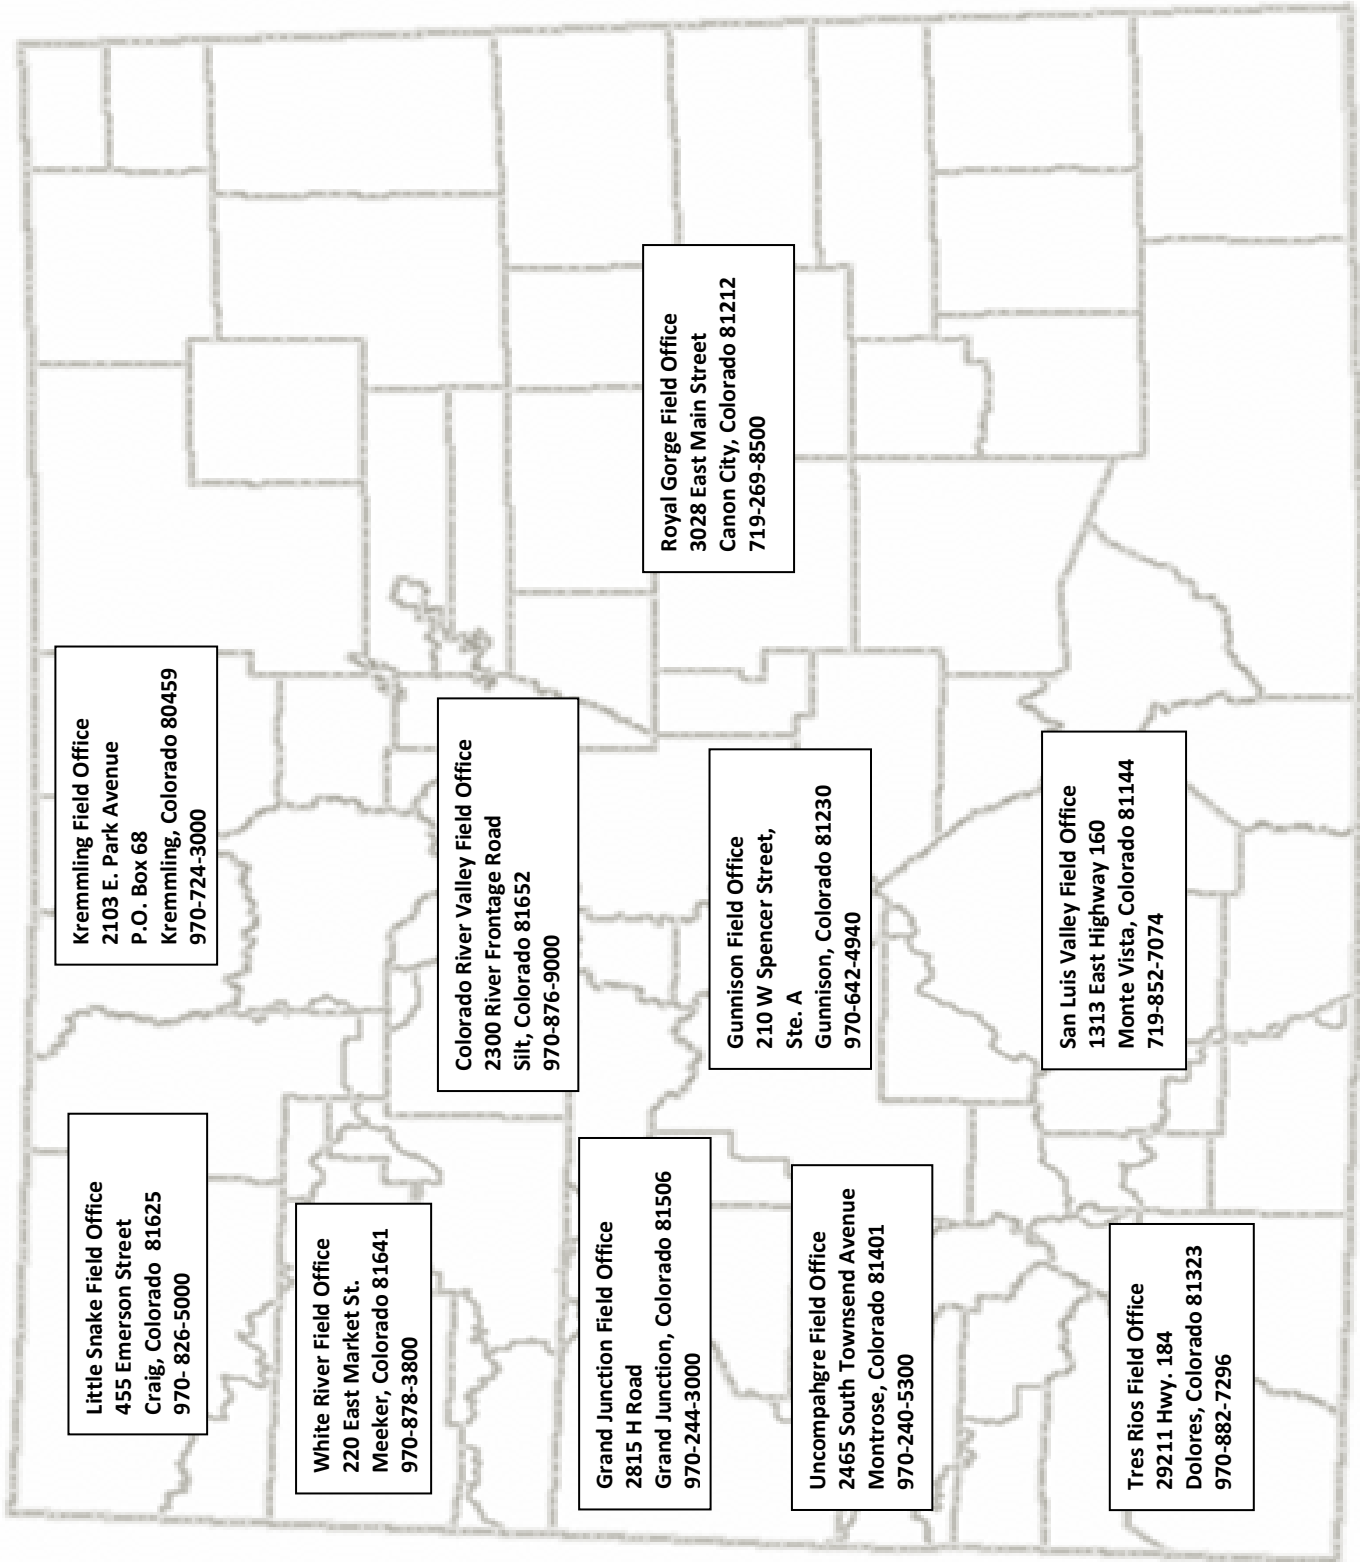 Little Snake Field Office
455 Emerson Street
Craig, Colorado 81625
970- 826-5000
Kremmling Field Office
2103 E. Park Avenue
P.O. Box 68
Kremmling, Colorado 80459
970-724-3000
White River Field Office
220 East Market St.
Meeker, Colorado 81641
970-878-3800
Colorado River Valley Field Office
2300 River Frontage Road
Silt, Colorado 81652
970-876-9000
Grand Junction Field Office
2815 H Road
Grand Junction, Colorado 81506
970-244-3000
Royal Gorge Field Office
3028 East Main Street
Canon City, Colorado 81212
719-269-8500
Gunnison Field Office
210 W Spencer Street,
Ste. A
Gunnison, Colorado 81230
970-642-4940
Uncompahgre Field Office
2465 South Townsend Avenue
Montrose, Colorado 81401
970-240-5300
San Luis Valley Field Office
1313 East Highway 160
Monte Vista, Colorado 81144
719-852-7074
Tres Rios Field Office
29211 Hwy. 184
Dolores, Colorado 81323
970-882-7296